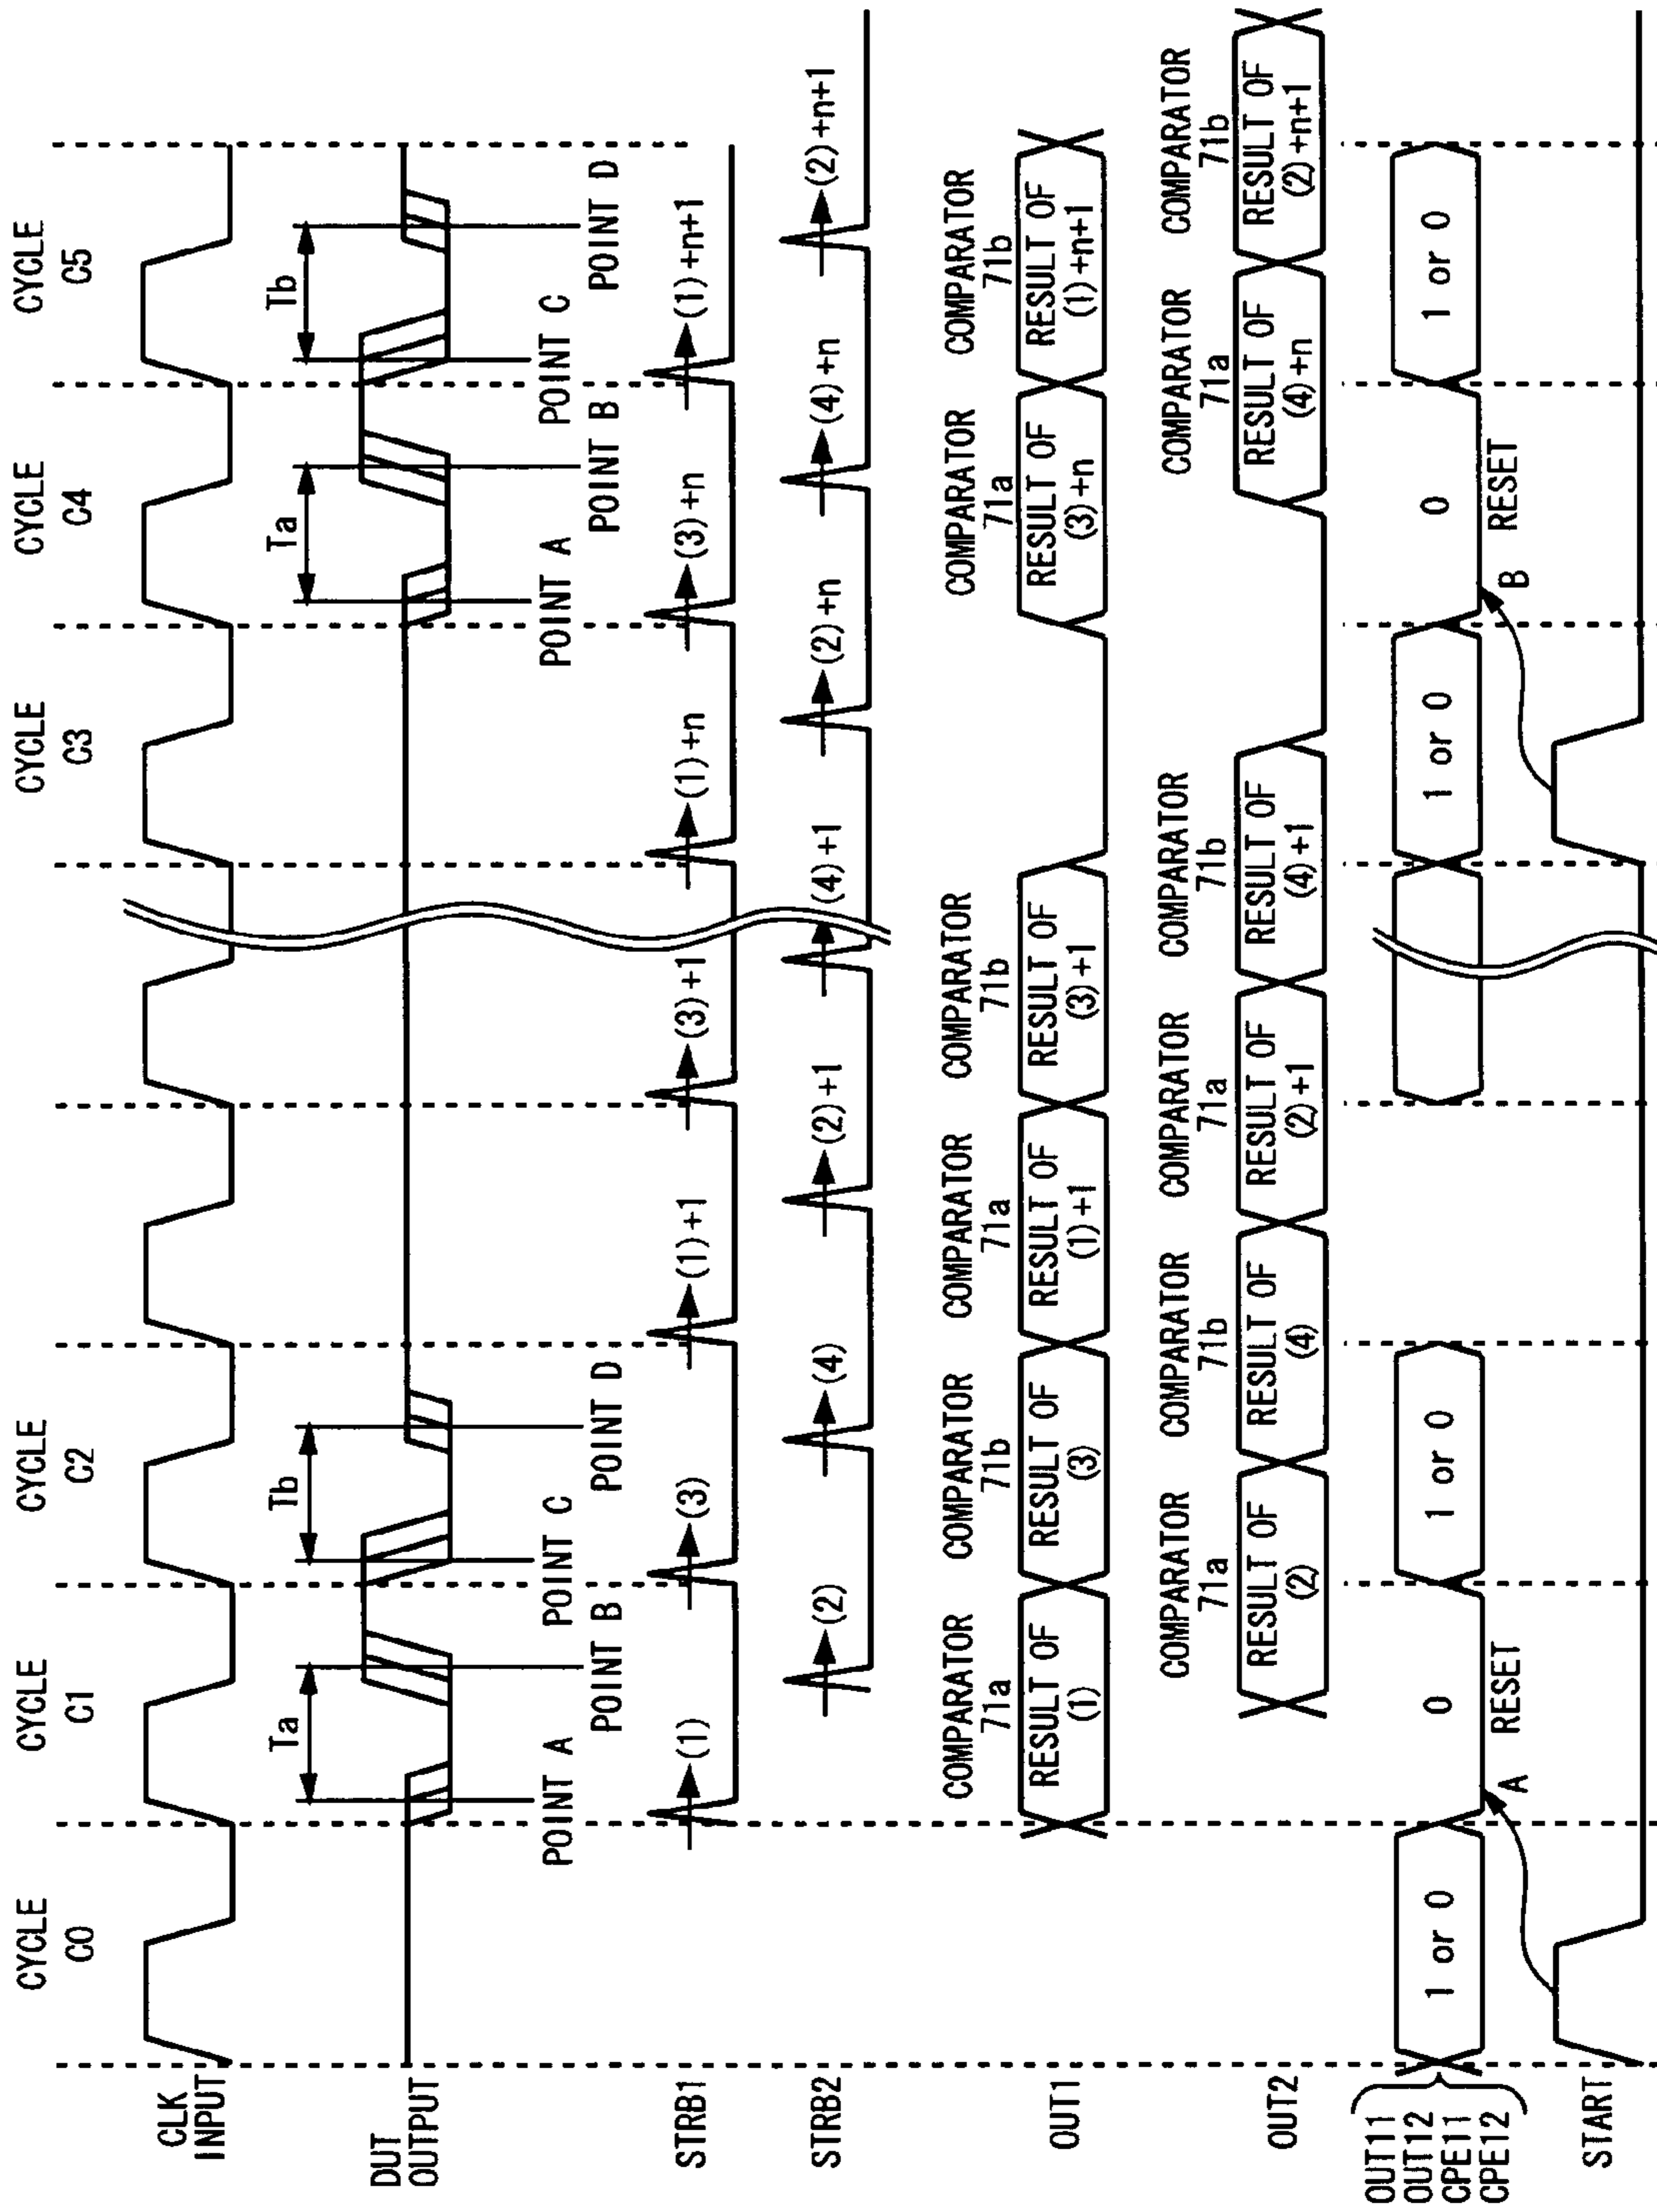 CYCLE
C0
CYCLE
C1
CYCLE
C2
CYCLE
C3
CYCLE
C4
CYCLE
C5
CLK
INPUT
DUT
OUTPUT
Ta
Tb
Ta
Tb
POINT A
POINT B
POINT C
POINT D
POINT A
POINT B
POINT C
POINT D
STRB1
(1)
(3)
(1)+1
(3)+1
(1)+n
(3)+n
(1)+n+1
STRB2
(2)
(4)
(2)+1
(4)+1
(2)+n
(4)+n
(2)+n+1
OUT1
COMPARATOR
71a
RESULT OF
(1)
COMPARATOR
71b
RESULT OF
(3)
COMPARATOR
71a
RESULT OF
(1)+1
COMPARATOR
71b
RESULT OF
(3)+1
COMPARATOR
71a
RESULT OF
(3)+n
COMPARATOR
71b
RESULT OF
(1)+n+1
OUT2
COMPARATOR
71a
RESULT OF
(2)
COMPARATOR
71b
RESULT OF
(4)
COMPARATOR
71a
RESULT OF
(2)+1
COMPARATOR
71b
RESULT OF
(4)+1
COMPARATOR
71a
RESULT OF
(4)+n
COMPARATOR
71b
RESULT OF
(2)+n+1
OUT11
OUT12
CPE11
CPE12
1 or 0
0
1 or 0
1 or 0
0
1 or 0
A
RESET
B
RESET
START